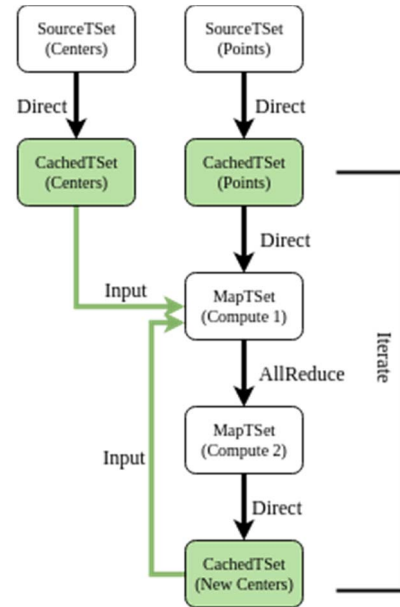 SourceTSet
(Centers)
SourceTSet
(Points)
Direct
Direct
CachedTSet
(Centers)
CachedTSet
(Points)
Direct
Input
MapTSet
(Compute 1)
Iterate
AllReduce
MapTSet
(Compute 2)
Input
Direct
CachedTSet
(New Centers)